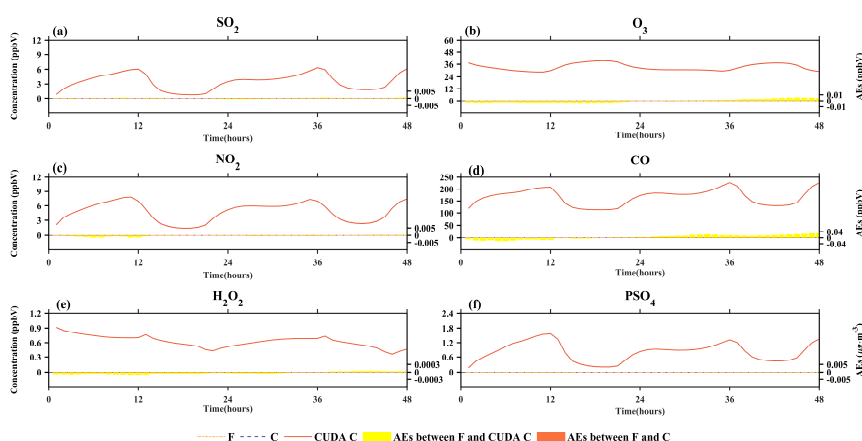 (a) SO2
Concentration (ppbV)
12
9
6
3
0
0.005
0
-0.005
0 12 24 36 48
Time(hours)
(b) O3
60
48
36
24
12
0
0.01
0
-0.01
AEs (ppbV)
0 12 24 36 48
Time(hours)
(c) NO2
Concentration (ppbV)
12
9
6
3
0
0.005
0
-0.005
0 12 24 36 48
Time(hours)
(d) CO
250
200
150
100
50
0
0.04
0
-0.04
AEs (ppbV)
0 12 24 36 48
Time(hours)
(e) H2O2
Concentration (ppbV)
1.2
0.9
0.6
0.3
0
0.0003
0
-0.0003
0 12 24 36 48
Time(hours)
(f) PSO4
2.4
1.8
1.2
0.6
0
0.005
0
-0.005
AEs (μg·m-3)
0 12 24 36 48
Time(hours)
F C CUDA C AEs between F and CUDA C AEs between F and C